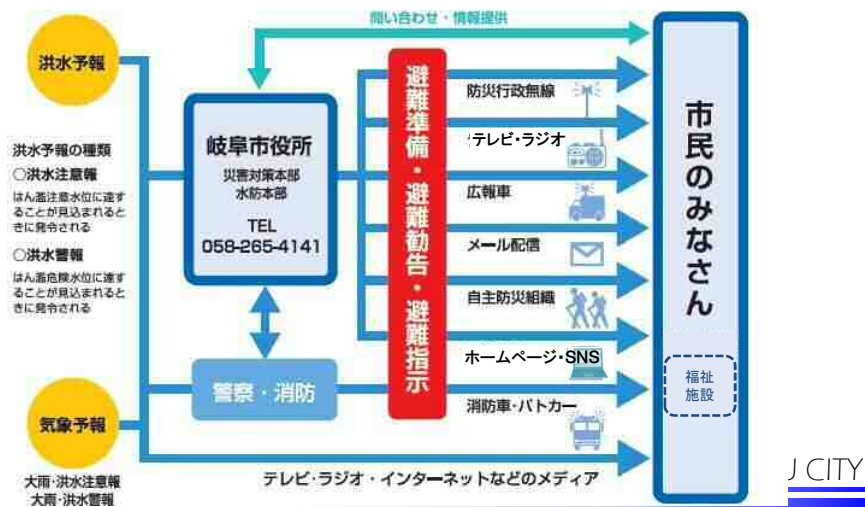 問い合わせ・情報提供
洪水予報
洪水予報の種類
○洪水注意報
はん濫注意水位に達す
ることが見込まれると
きに発令される
○洪水警報
はん濫危険水位に達す
ることが見込まれると
きに発令される
気象予報
大雨・洪水注意報
大雨・洪水警報
岐阜市役所
災害対策本部
水防本部
TEL
058-265-4141
警察・消防
避難準備・避難勧告・避難指示
防災行政無線
テレビ・ラジオ
広報車
メール配信
自主防災組織
ホームページ・SNS
消防車・パトカー
テレビ・ラジオ・インターネットなどのメディア
市民のみなさん
福祉
施設
J CITY